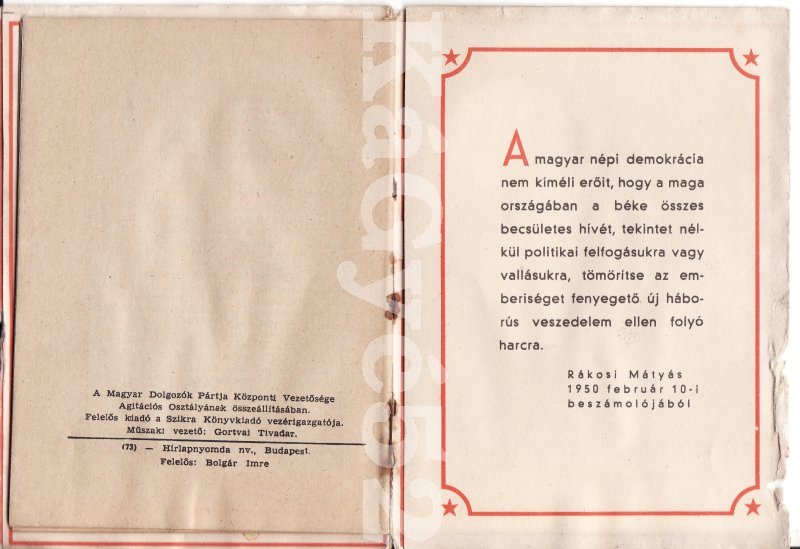 A Magyar Dolgozók Pártja Központi Vezetősége
Agitációs Osztályának összeállításában.
Felelős kiadó a Szikra Könyvkiadó vezérigazgatója.
Műszaki vezető: Gortvai Tivadar.
(73) — Hírlapnyomda nv., Budapest.
Felelős: Bolgár Imre
KáGyé52
A magyar népi demokrácia
nem kíméli erőit, hogy a maga
országában a béke összes
becsületes hívét, tekintet nél-
kül politikai felfogásukra vagy
vallásukra, tömörítse az em-
beriséget fenyegető új hábo-
rús veszedelem ellen folyó
harcra.
Rákosi Mátyás
1950 február 10-i
beszámolójából